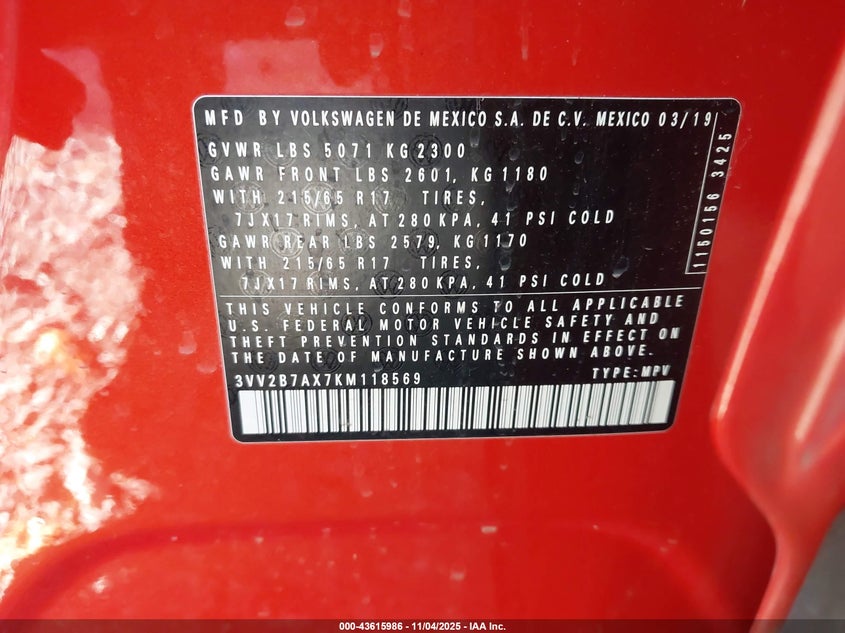 MFD BY VOLKSWAGEN DE MEXICO S.A. DE C.V. MEXICO 03/19
GVWR LBS 5071 KG 2300
GAWR FRONT LBS 2601, KG 1180
WITH 215/65 R17 TIRES,
7JX17 RIMS, AT 280 KPA, 41 PSI COLD
GAWR REAR LBS 2579, KG 1170
WITH 215/65 R17 TIRES,
7JX17 RIMS, AT 280 KPA, 41 PSI COLD
1150156 3425
THIS VEHICLE CONFORMS TO ALL APPLICABLE
U.S. FEDERAL MOTOR VEHICLE SAFETY AND
THEFT PREVENTION STANDARDS IN EFFECT ON
THE DATE OF MANUFACTURE SHOWN ABOVE.
3VV2B7AX7KM118569 TYPE: MPV
000-43615986 - 11/04/2025 - IAA Inc.